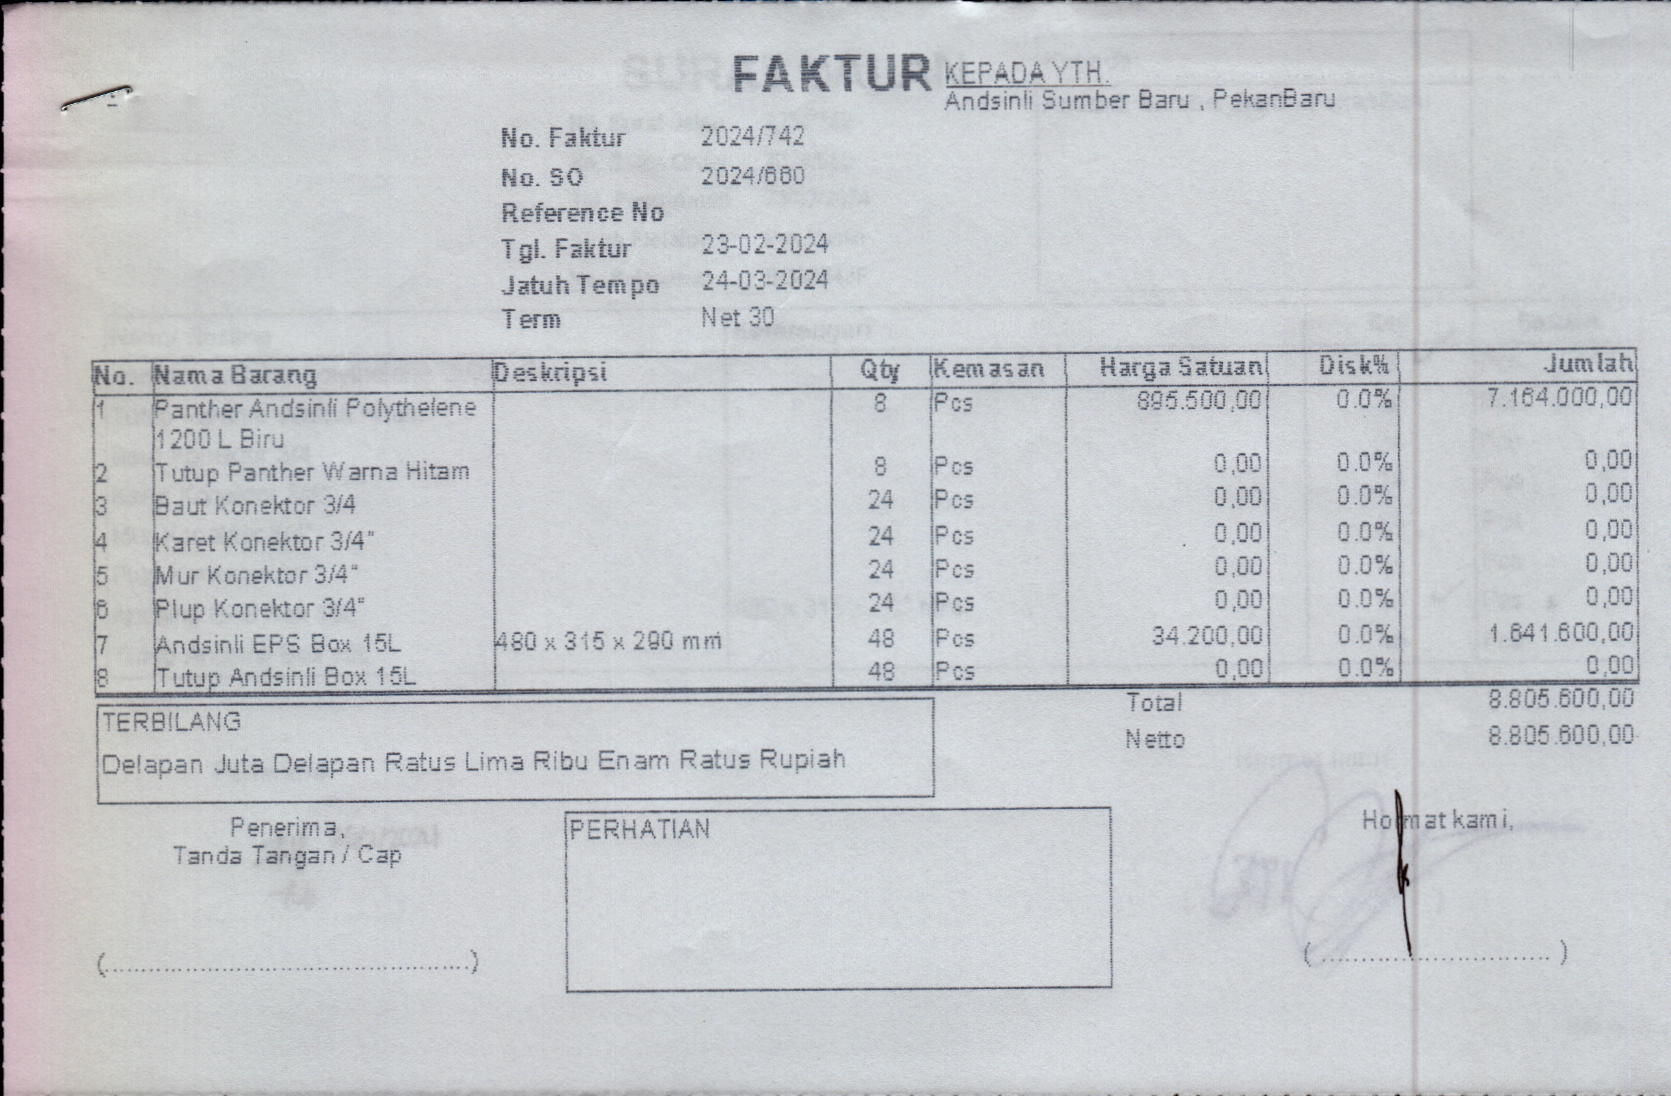 FAKTUR
KEPADA YTH.
Andsinli Sumber Baru , PekanBaru
No. Faktur 2024/742
No. SO 2024/660
Reference No
Tgl. Faktur 23-02-2024
Jatuh Tempo 24-03-2024
Term Net 30
No. Nama Barang Deskripsi Qty Kemasan Harga Satuan Disk% Jumlah
1 Panther Andsinli Polythelene 8 Pcs 895.500,00 0.0% 7.164.000,00
1200 L Biru
2 Tutup Panther Warna Hitam 8 Pcs 0,00 0.0% 0,00
3 Baut Konektor 3/4 24 Pcs 0,00 0.0% 0,00
4 Karet Konektor 3/4" 24 Pcs 0,00 0.0% 0,00
5 Mur Konektor 3/4" 24 Pcs 0,00 0.0% 0,00
6 Plup Konektor 3/4" 24 Pcs 0,00 0.0% 0,00
7 Andsinli EPS Box 15L 480 x 315 x 290 mm 48 Pcs 34.200,00 0.0% 1.641.600,00
8 Tutup Andsinli Box 15L 48 Pcs 0,00 0.0% 0,00
Total 8.805.600,00
Netto 8.805.600,00
TERBILANG
Delapan Juta Delapan Ratus Lima Ribu Enam Ratus Rupiah
Penerima,
Tanda Tangan / Cap
PERHATIAN
Hormat kami,